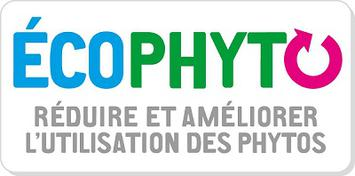 ÉCOPHYTO
RÉDUIRE ET AMÉLIORER
L'UTILISATION DES PHYTOS